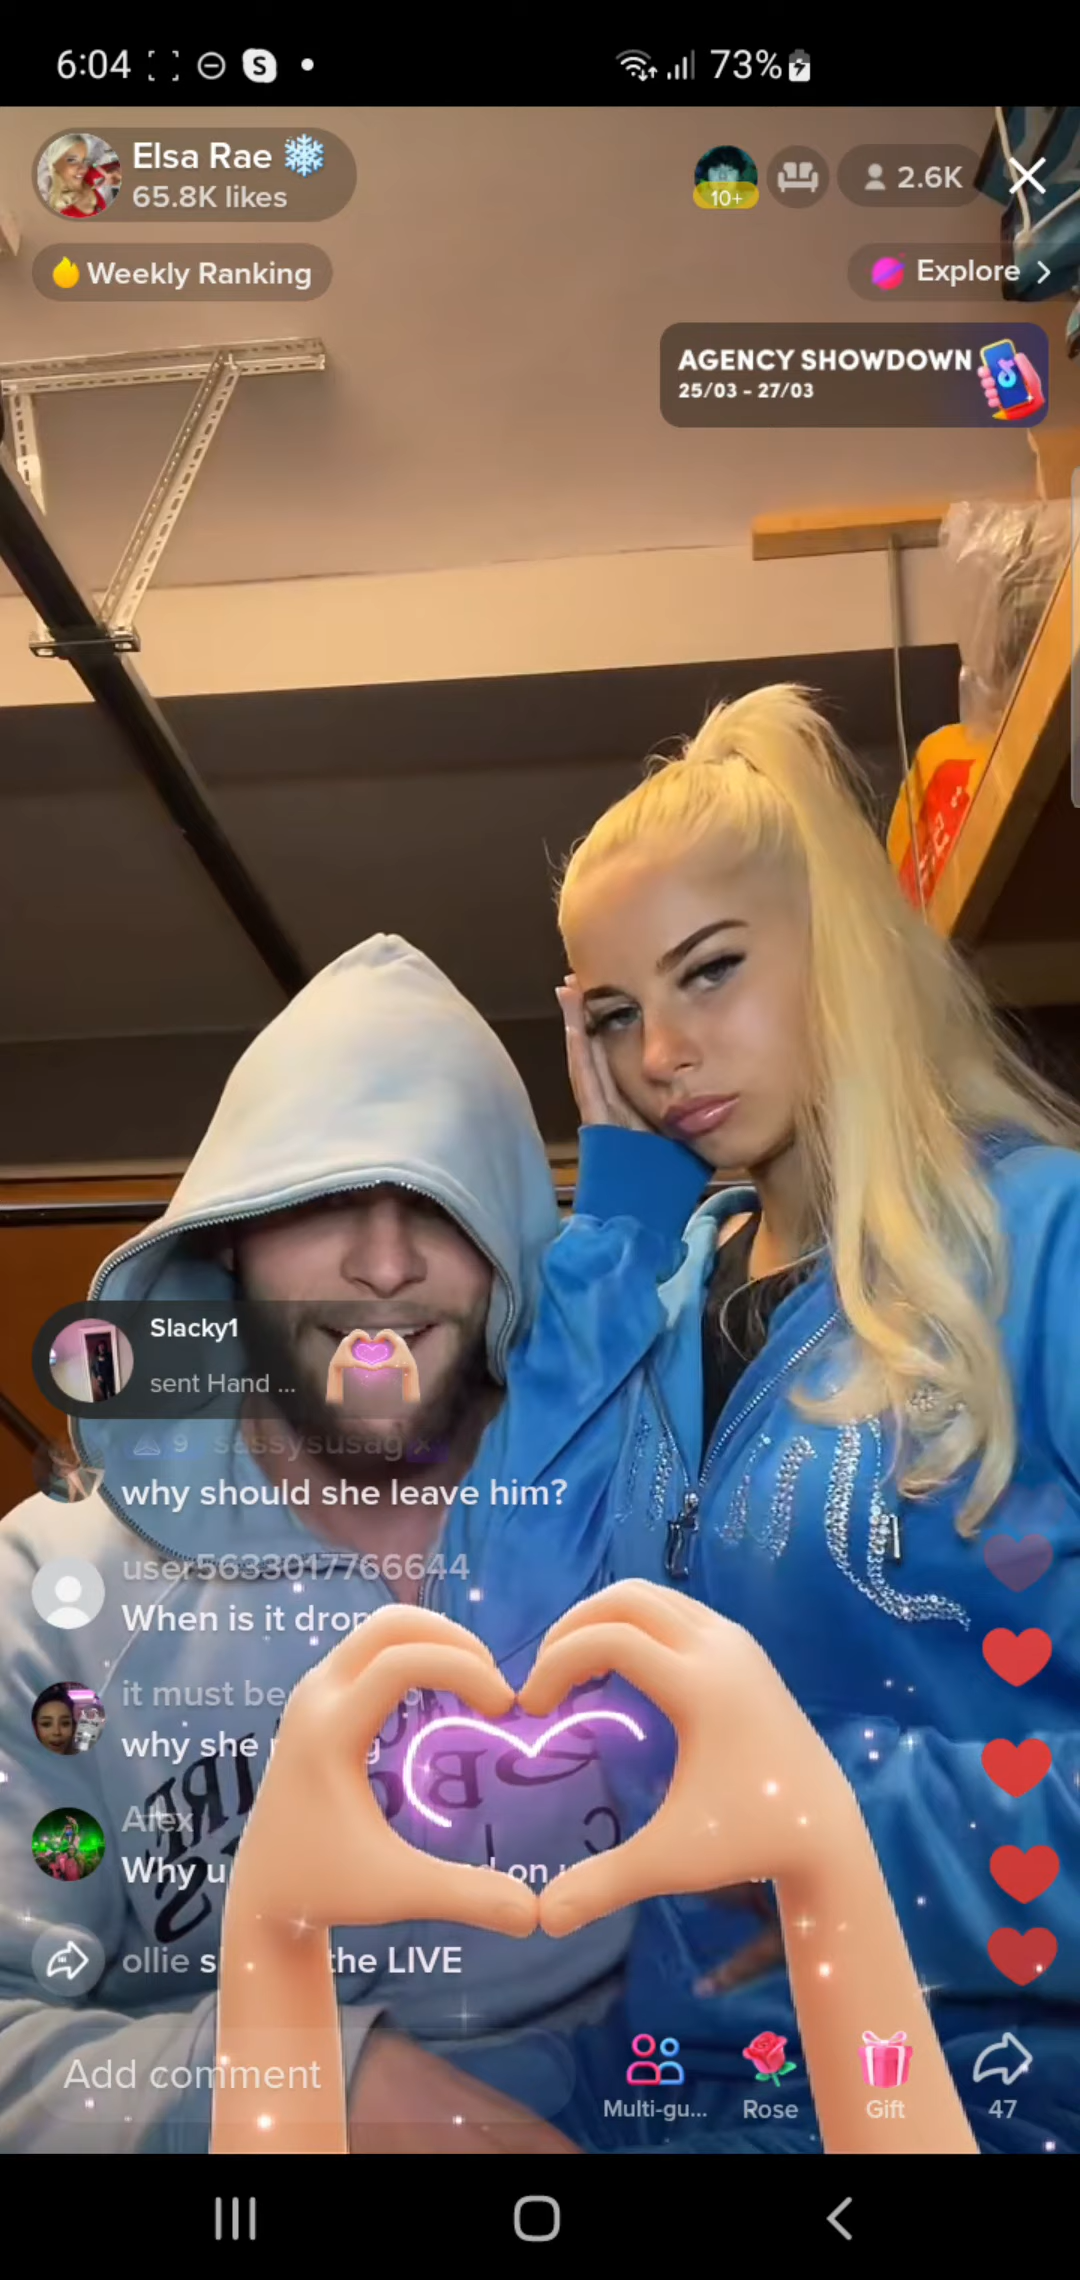 6:04
73%
Elsa Rae ❄️
65.8K likes
10+
2.6K
Weekly Ranking
Explore
AGENCY SHOWDOWN
25/03 - 27/03
Slacky1
sent Hand ...
9 sassysusag x
why should she leave him?
user5633017766644
When is it drop
it must be
why she
Alex
Why u
on
ollie s the LIVE
Add comment
Multi-gu...
Rose
Gift
47